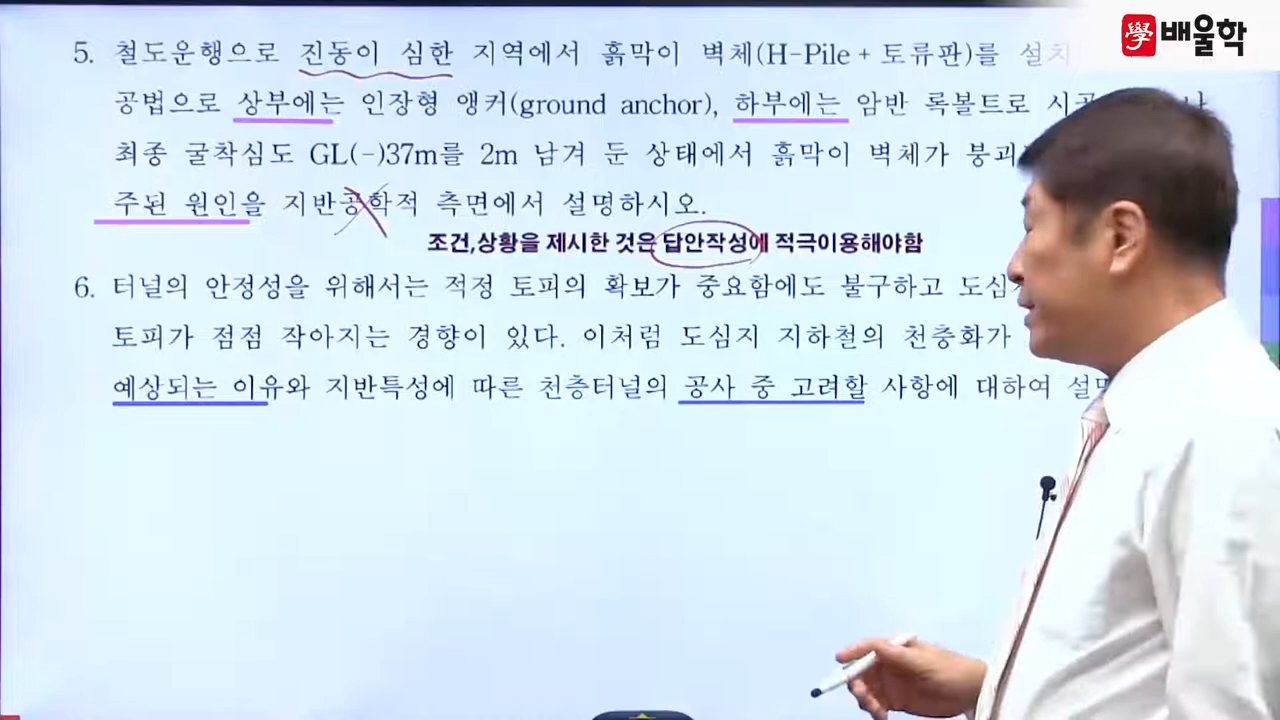 學 배울학
5. 철도운행으로 진동이 심한 지역에서 흙막이 벽체(H-Pile + 토류판)를 설치
공법으로 상부에는 인장형 앵커(ground anchor), 하부에는 암반 록볼트로
최종 굴착심도 GL(-)37m를 2m 남겨 둔 상태에서 흙막이 벽체가
주된 원인을 지반공학적 측면에서 설명하시오.
조건,상황을 제시한 것은 답안작성에 적극이용해야함
6. 터널의 안정성을 위해서는 적정 토피의 확보가 중요함에도 불구하고
토피가 점점 작아지는 경향이 있다. 이처럼 도심지 지하철의 천층화가
예상되는 이유와 지반특성에 따른 천층터널의 공사 중 고려할 사항에 대하여